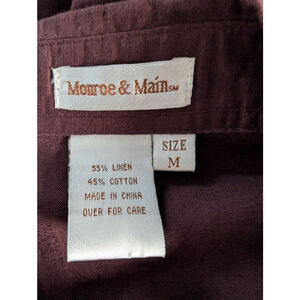 Monroe & Main SM
SIZE
M
55% LINEN
45% COTTON
MADE IN CHINA
OVER FOR CARE